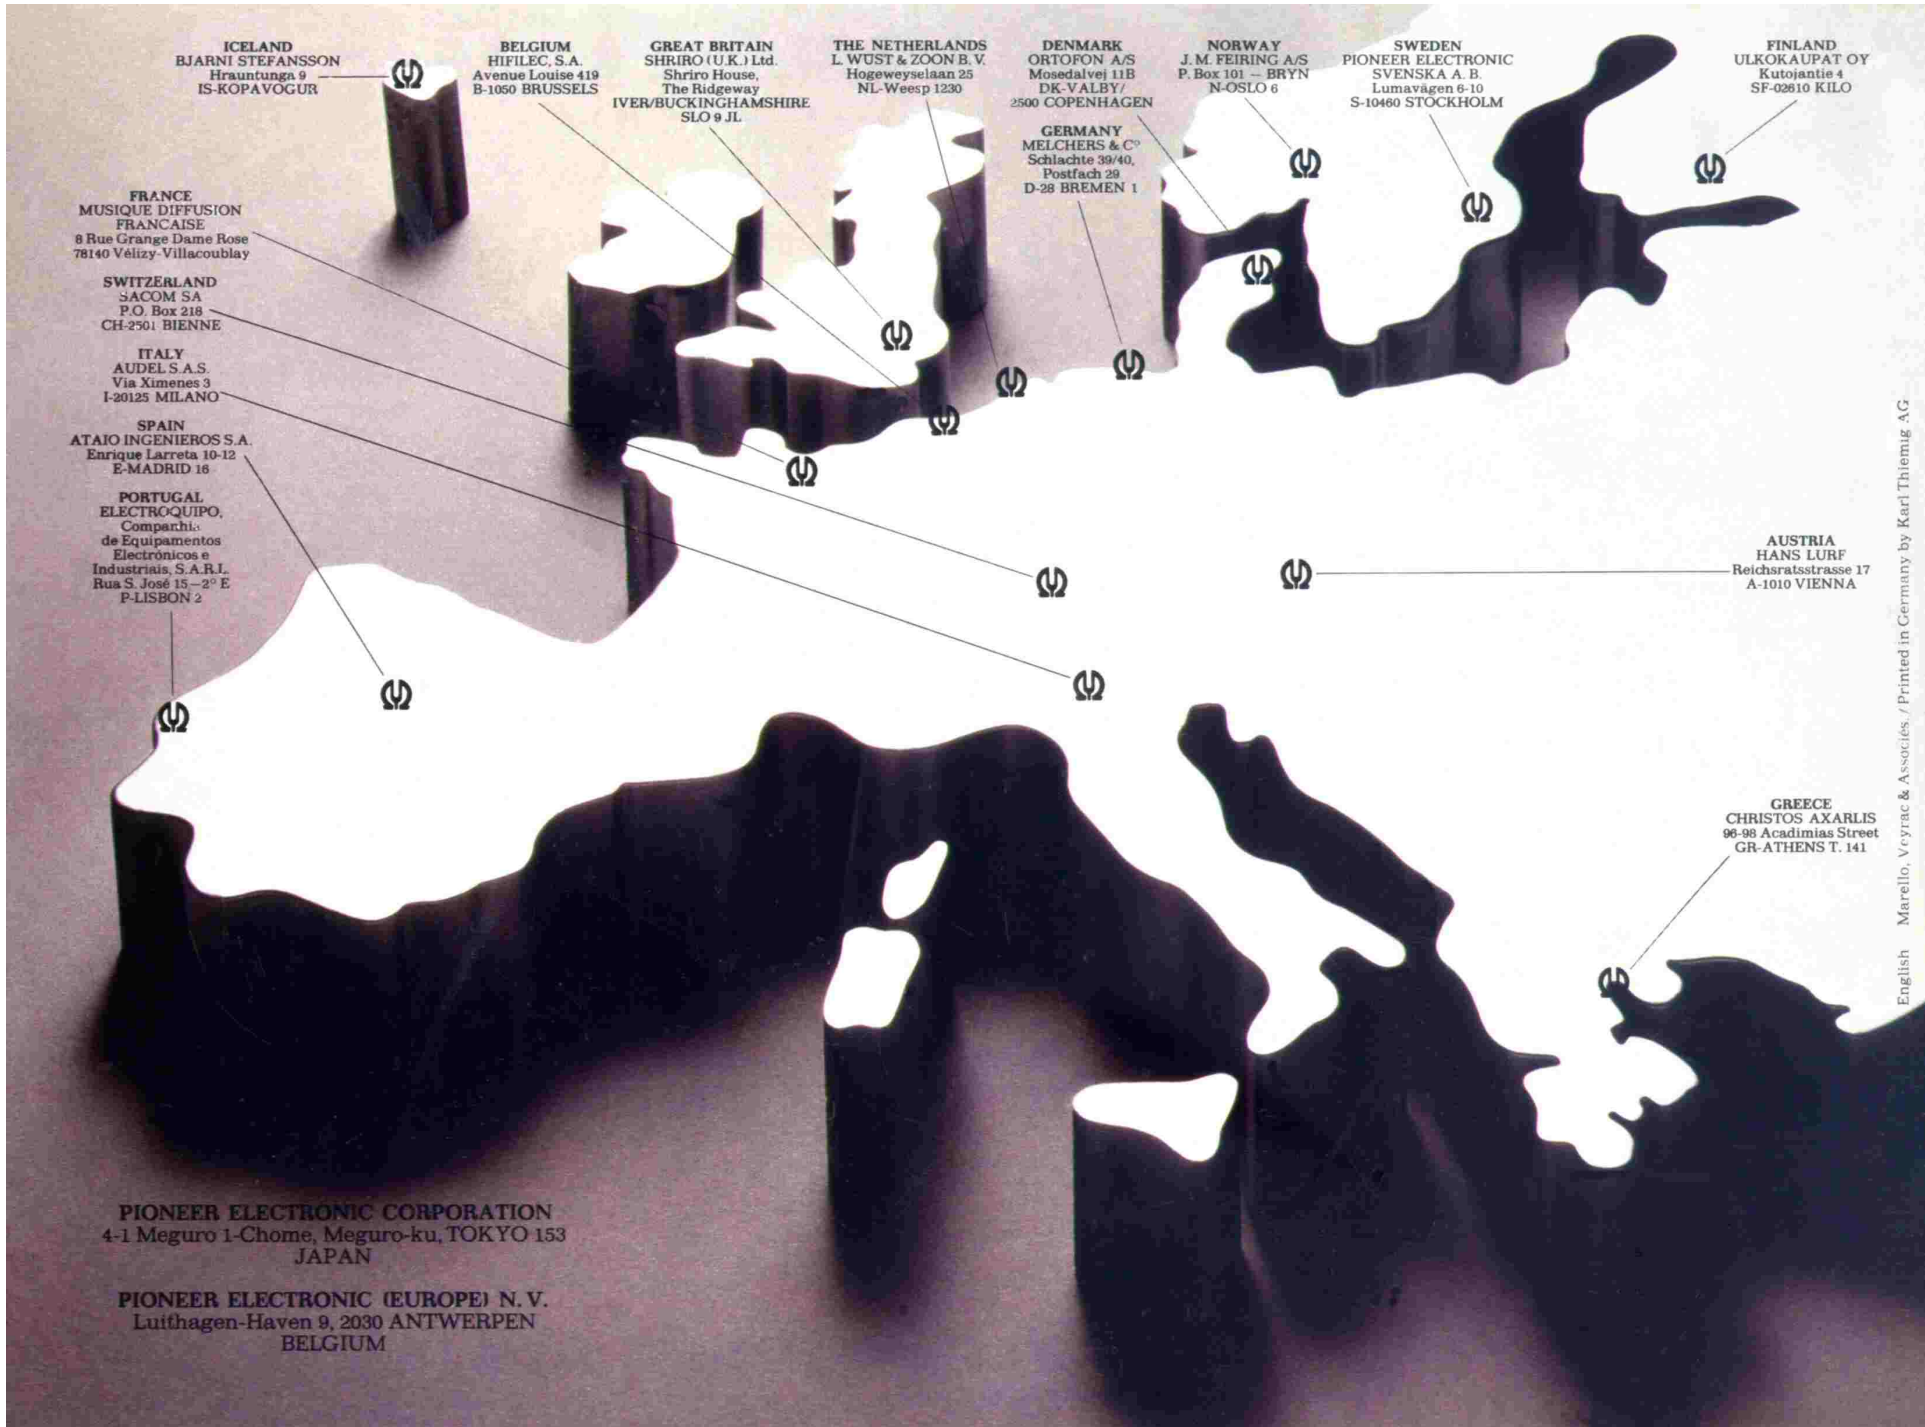 ICELAND
BJARNI STEFANSSON
Hrauntunga 9
IS-KOPAVOGUR
BELGIUM
HIFILEC, S.A.
Avenue Louise 419
B-1050 BRUSSELS
GREAT BRITAIN
SHRIRO (U.K.) Ltd.
Shriro House,
The Ridgeway
IVER/BUCKINGHAMSHIRE
SLO 9 JL
THE NETHERLANDS
L. WÜST & ZOON B. V.
Hogeweyselaan 25
NL-Weesp 1230
DENMARK
ORTOFON A/S
Mosedalvej 11B
DK-VALBY/
2500 COPENHAGEN
GERMANY
MELCHERS & Cº
Schlachte 39/40,
Postfach 29
D-28 BREMEN 1
NORWAY
J. M. FEIRING A/S
P. Box 101 — BRYN
N-OSLO 6
SWEDEN
PIONEER ELECTRONIC
SVENSKA A. B.
Lumavägen 6-10
S-10460 STOCKHOLM
FINLAND
ULKOKAUPAT OY
Kutojantie 4
SF-02610 KILO
FRANCE
MUSIQUE DIFFUSION
FRANCAISE
8 Rue Grange Dame Rose
78140 Vélizy-Villacoublay
SWITZERLAND
SACOM SA
P.O. Box 218
CH-2501 BIENNE
ITALY
AUDEL S.A.S.
Via Ximenes 3
I-20125 MILANO
SPAIN
ATAIO INGENIEROS S.A.
Enrique Larreta 10-12
E-MADRID 16
PORTUGAL
ELECTROQUIPO,
Companhia
de Equipamentos
Electrónicos e
Industriais, S.A.R.L.
Rua S. José 15—2° E
P-LISBON 2
AUSTRIA
HANS LURF
Reichsratsstrasse 17
A-1010 VIENNA
GREECE
CHRISTOS AXARLIS
96-98 Acadimias Street
GR-ATHENS T. 141
PIONEER ELECTRONIC CORPORATION
4-1 Meguro 1-Chome, Meguro-ku, TOKYO 153
JAPAN
PIONEER ELECTRONIC (EUROPE) N. V.
Luithagen-Haven 9, 2030 ANTWERPEN
BELGIUM
English Marello, Veyrac & Associés / Printed in Germany by Karl Thiemig AG